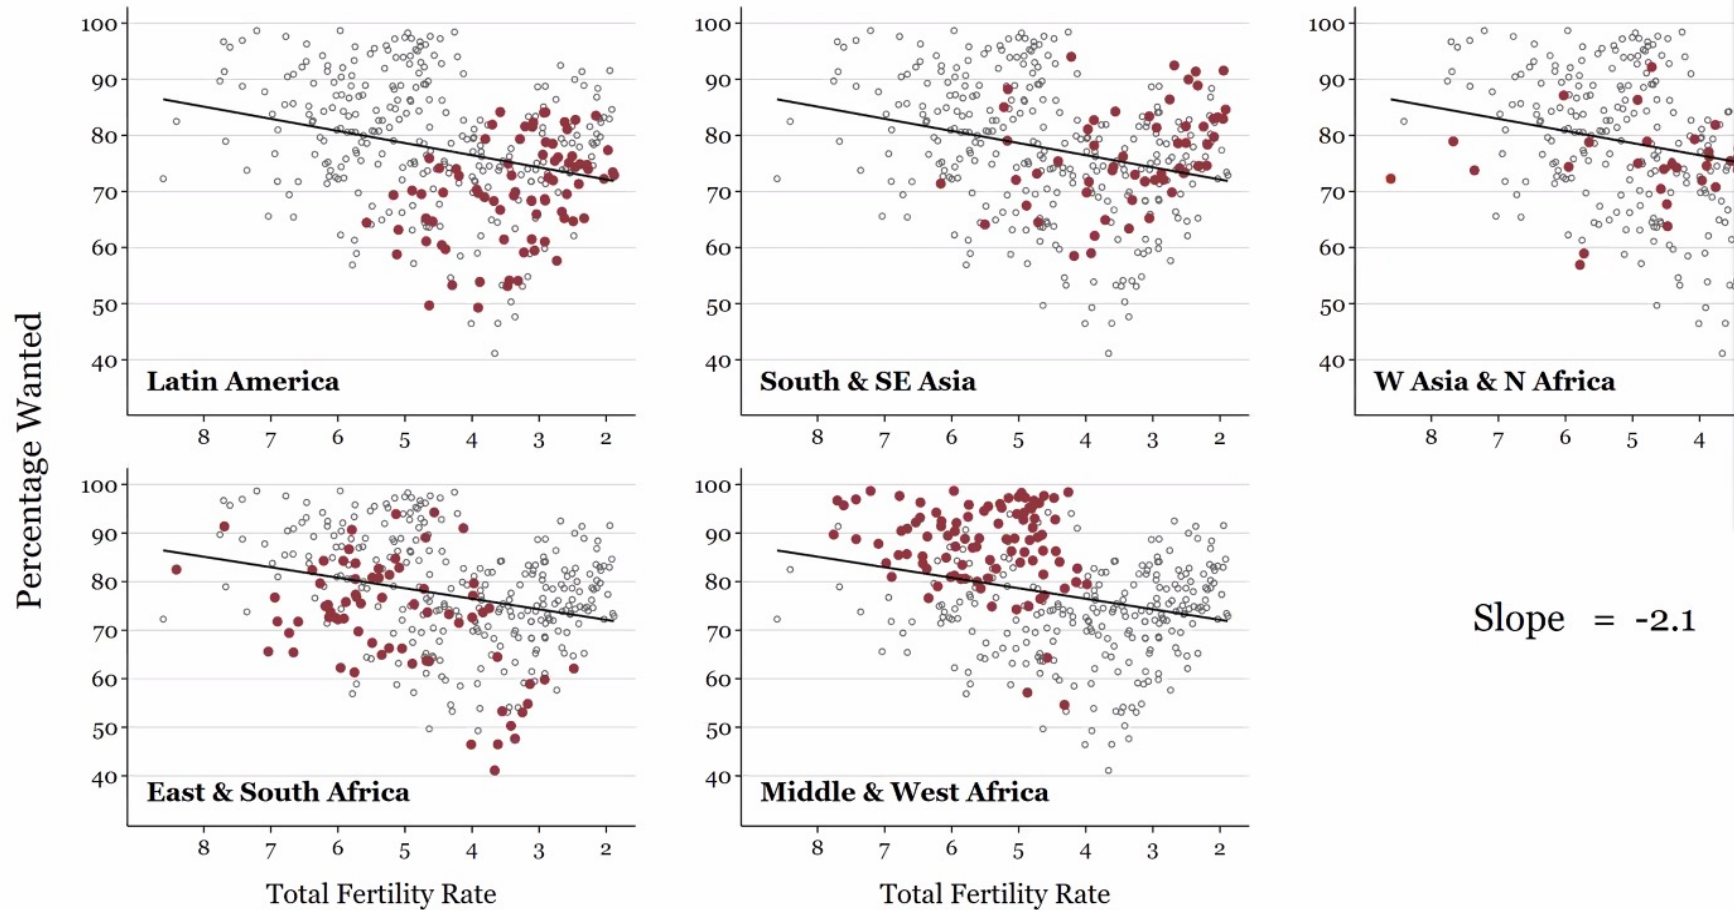 Percentage Wanted
100
90
80
70
60
50
40
Latin America
8 7 6 5 4 3 2
100
90
80
70
60
50
40
South & SE Asia
8 7 6 5 4 3 2
100
90
80
70
60
50
40
W Asia & N Africa
8 7 6 5 4
100
90
80
70
60
50
40
East & South Africa
8 7 6 5 4 3 2
Total Fertility Rate
100
90
80
70
60
50
40
Middle & West Africa
8 7 6 5 4 3 2
Total Fertility Rate
Slope = -2.1